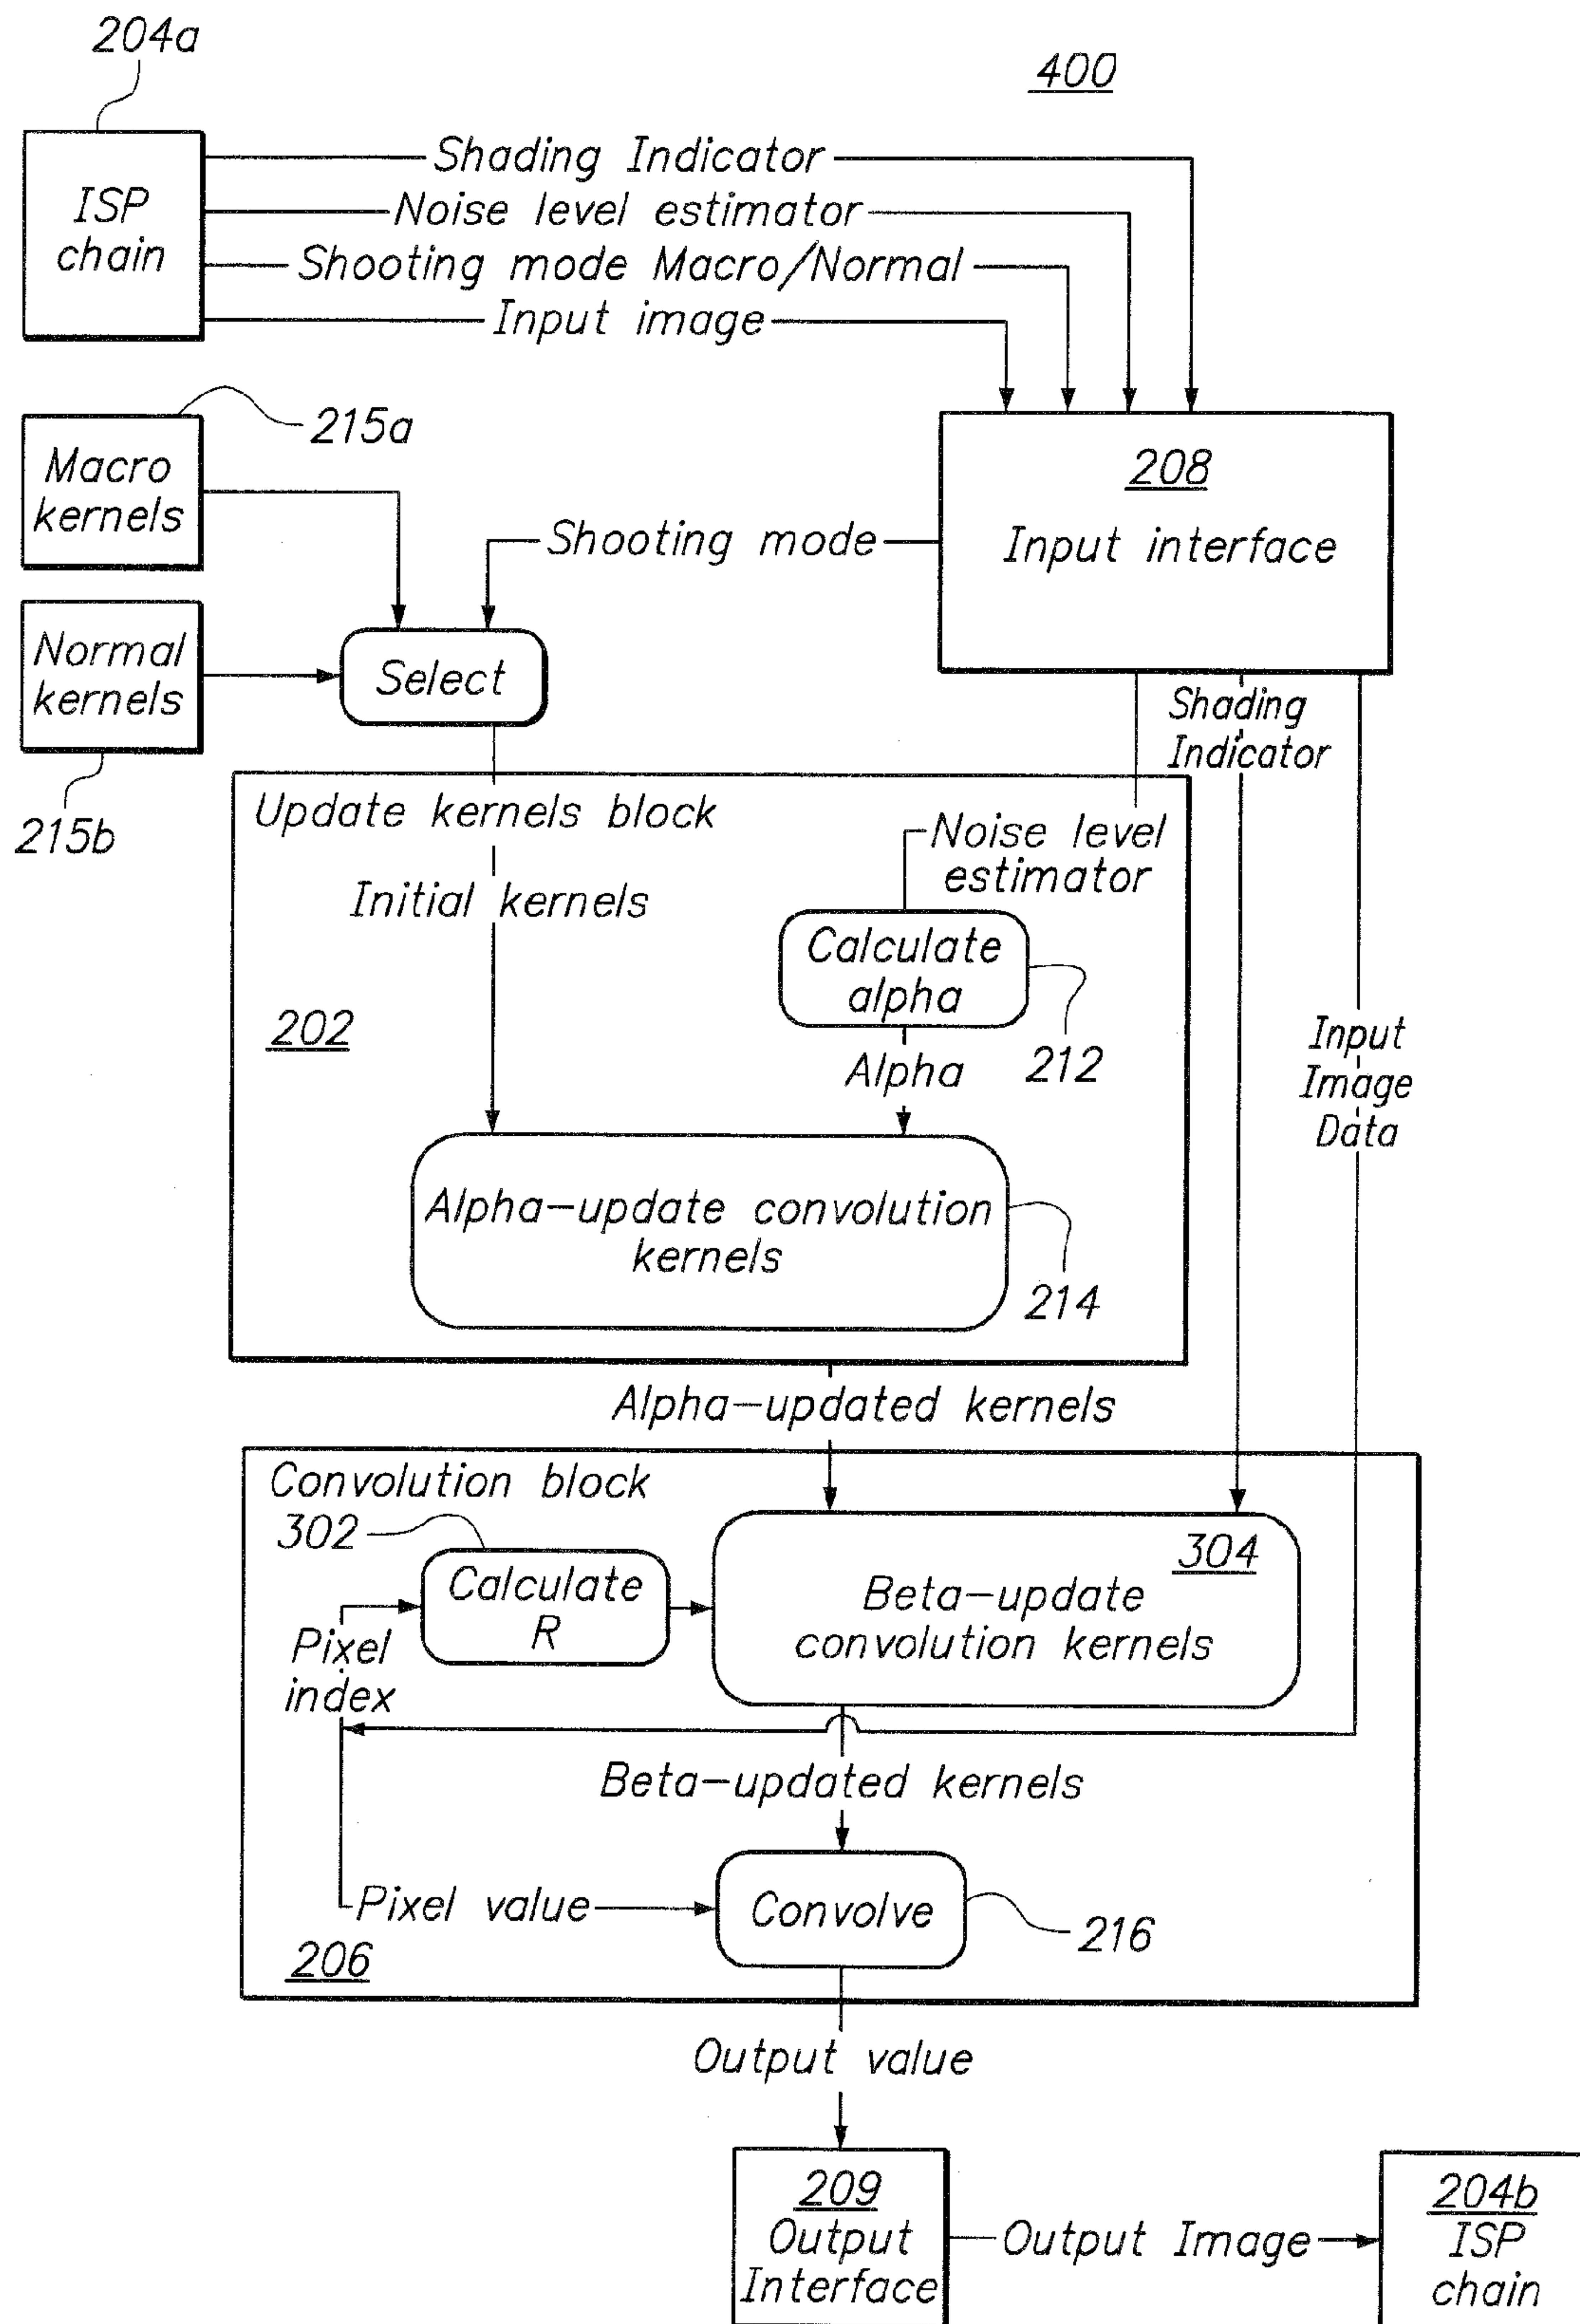 204a
400
ISP
chain
Shading Indicator
Noise level estimator
Shooting mode Macro/Normal
Input image
215a
Macro
kernels
208
Input interface
Shooting mode
Normal
kernels
Select
215b
Shading
Indicator
Update kernels block
Noise level
estimator
Initial kernels
Calculate
alpha
202
212
Alpha
Input
Image
Data
Alpha-update convolution
kernels
214
Alpha-updated kernels
Convolution block
302
Calculate
R
304
Beta-update
convolution kernels
Pixel
index
Beta-updated kernels
Pixel value
Convolve
216
206
Output value
209
Output
Interface
Output Image
204b
ISP
chain